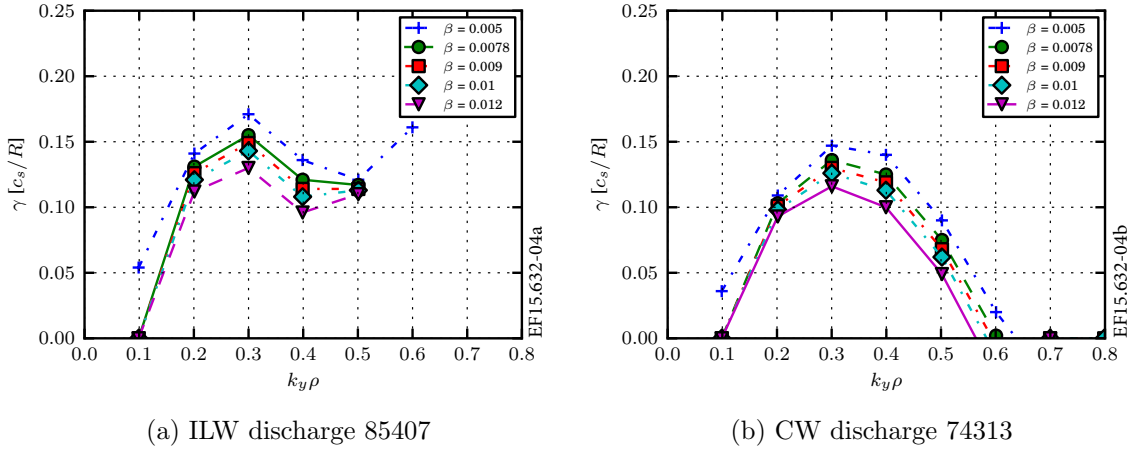 0.25
0.20
0.15
0.10
0.05
0.00
γ [c_s/R]
0.0 0.1 0.2 0.3 0.4 0.5 0.6 0.7 0.8
k_yρ
β = 0.005
β = 0.0078
β = 0.009
β = 0.01
β = 0.012
EF15.632-04a
(a) ILW discharge 85407
0.25
0.20
0.15
0.10
0.05
0.00
γ [c_s/R]
0.0 0.1 0.2 0.3 0.4 0.5 0.6 0.7 0.8
k_yρ
β = 0.005
β = 0.0078
β = 0.009
β = 0.01
β = 0.012
EF15.632-04b
(b) CW discharge 74313